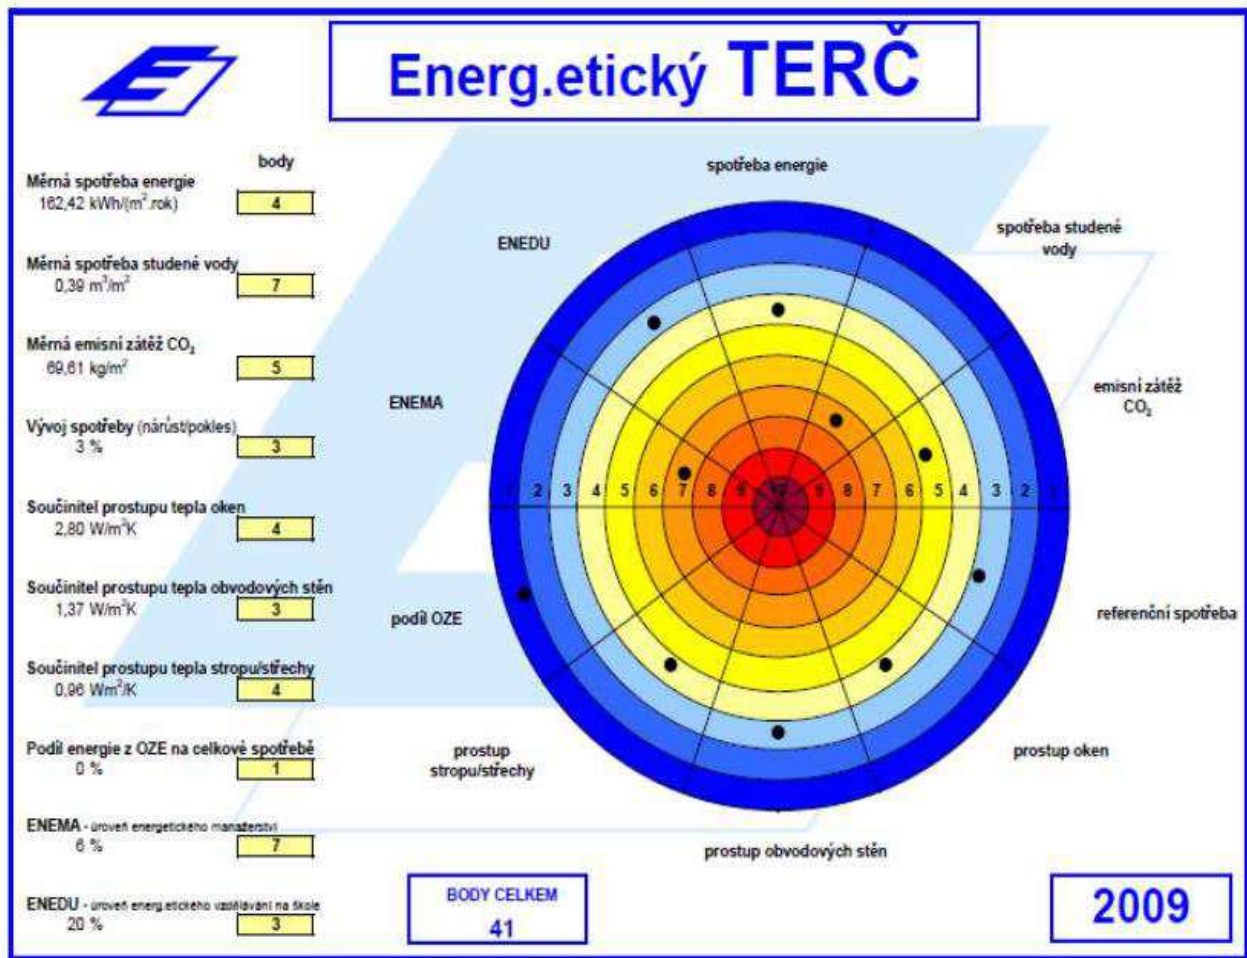 E
Energ.etický TERČ
body
Měrná spotřeba energie
162,42 kWh/(m².rok)
4
Měrná spotřeba studené vody
0,39 m³/m²
7
Měrná emisní zátěž CO₂
69,61 kg/m²
5
Vývoj spotřeby (nárůst/pokles)
3 %
3
Součinitel prostupu tepla oken
2,80 W/m²K
4
Součinitel prostupu tepla obvodových stěn
1,37 W/m²K
3
Součinitel prostupu tepla stropu/střechy
0,96 Wm²/K
4
Podíl energie z OZE na celkové spotřebě
0 %
1
ENEMA - úroveň energetického manažerství
6 %
7
ENEDU - úroveň energ.etického vzdělávání na škole
20 %
3
spotřeba energie
ENEDU
spotřeba studené
vody
ENEMA
emisní zátěž
CO₂
1 2 3 4 5 6 7 8 9 10 9 8 7 6 5 4 3 2 1
podíl OZE
referenční spotřeba
prostup
stropu/střechy
prostup oken
prostup obvodových stěn
BODY CELKEM
41
2009